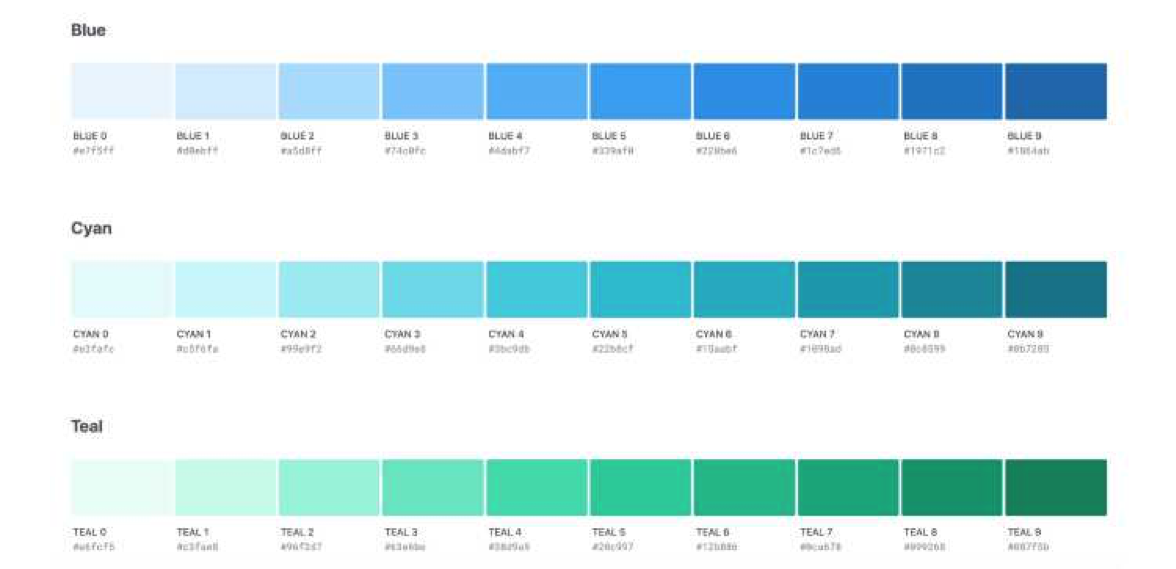 Blue
BLUE 0 BLUE 1 BLUE 2 BLUE 3 BLUE 4 BLUE 5 BLUE 6 BLUE 7 BLUE 8 BLUE 9
#e7f5ff #d0ebff #a5d8ff #74c0fc #4dabf7 #339af0 #228be6 #1c7ed6 #1971c2 #1864ab
Cyan
CYAN 0 CYAN 1 CYAN 2 CYAN 3 CYAN 4 CYAN 5 CYAN 6 CYAN 7 CYAN 8 CYAN 9
#e3fafc #c5f6fa #99e9f2 #66d9e8 #3bc9db #22b8cf #15aabf #1098ad #0c8599 #0b7285
Teal
TEAL 0 TEAL 1 TEAL 2 TEAL 3 TEAL 4 TEAL 5 TEAL 6 TEAL 7 TEAL 8 TEAL 9
#e6fcf5 #c3fae8 #96f2d7 #63e6be #38d9a9 #20c997 #12b886 #0ca678 #099268 #087f5b